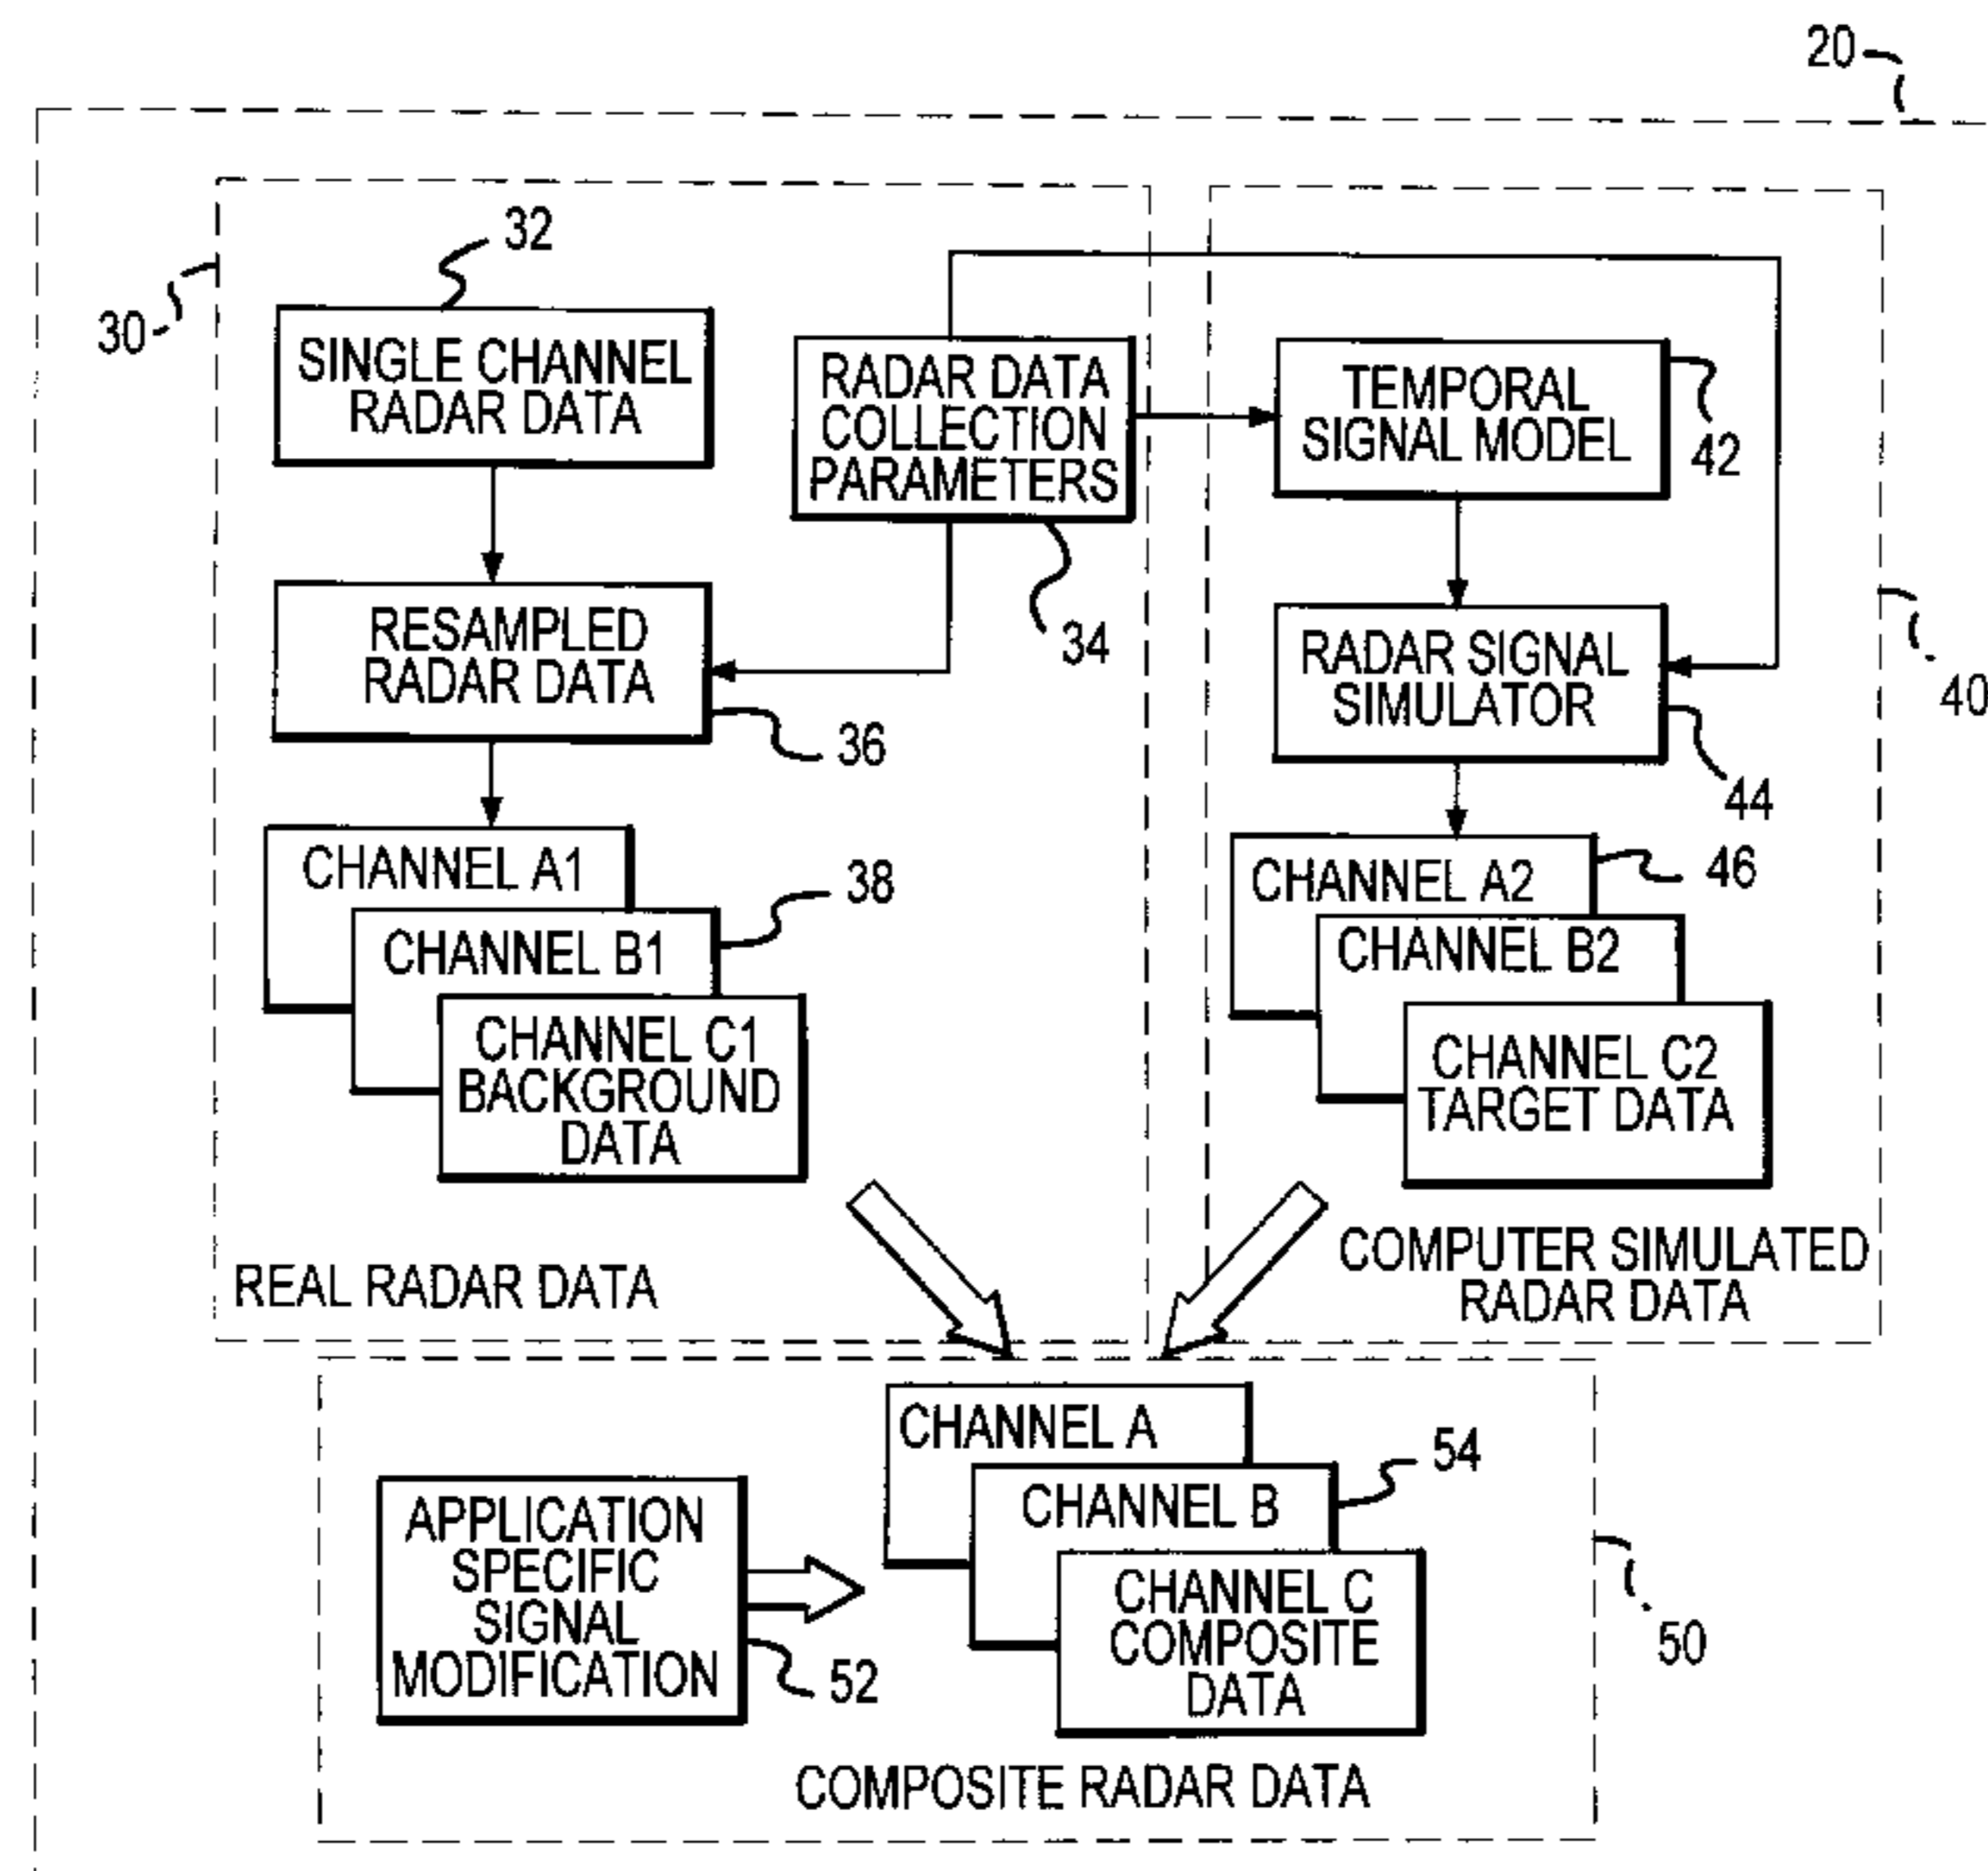 20
30
32
SINGLE CHANNEL
RADAR DATA
RADAR DATA
COLLECTION
PARAMETERS
34
TEMPORAL
SIGNAL MODEL
42
RESAMPLED
RADAR DATA
36
RADAR SIGNAL
SIMULATOR
44
40
CHANNEL A1
CHANNEL B1
38
CHANNEL C1
BACKGROUND
DATA
CHANNEL A2
46
CHANNEL B2
CHANNEL C2
TARGET DATA
REAL RADAR DATA
COMPUTER SIMULATED
RADAR DATA
APPLICATION
SPECIFIC
SIGNAL
MODIFICATION
52
CHANNEL A
CHANNEL B
54
CHANNEL C
COMPOSITE
DATA
50
COMPOSITE RADAR DATA